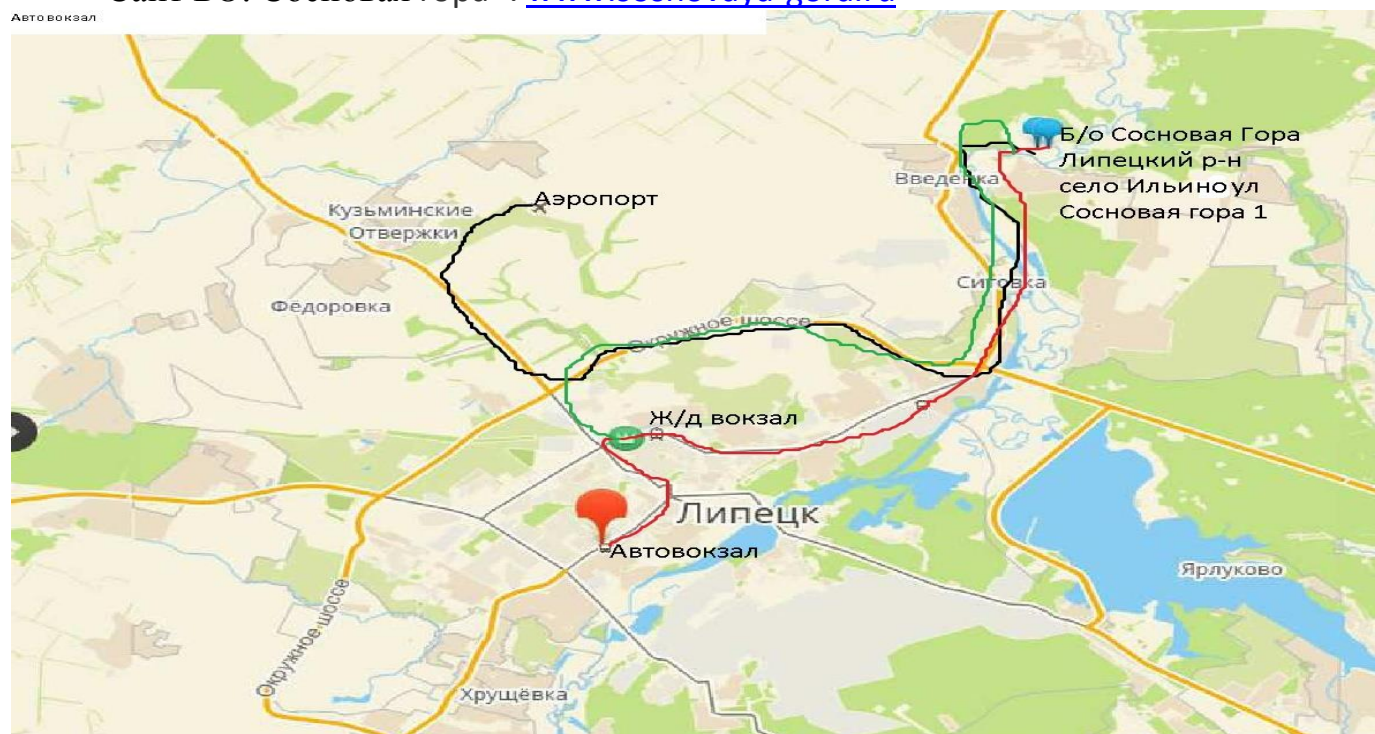 Автовокзал
Б/о Сосновая Гора
Липецкий р-н
село Ильино ул
Сосновая гора 1
Введенка
Аэропорт
Кузьминские
Отвержки
Фёдоровка
Ситовка
Окружное шоссе
Ж/д вокзал
Липецк
Автовокзал
Ярлуково
Окружное шоссе
Хрущёвка